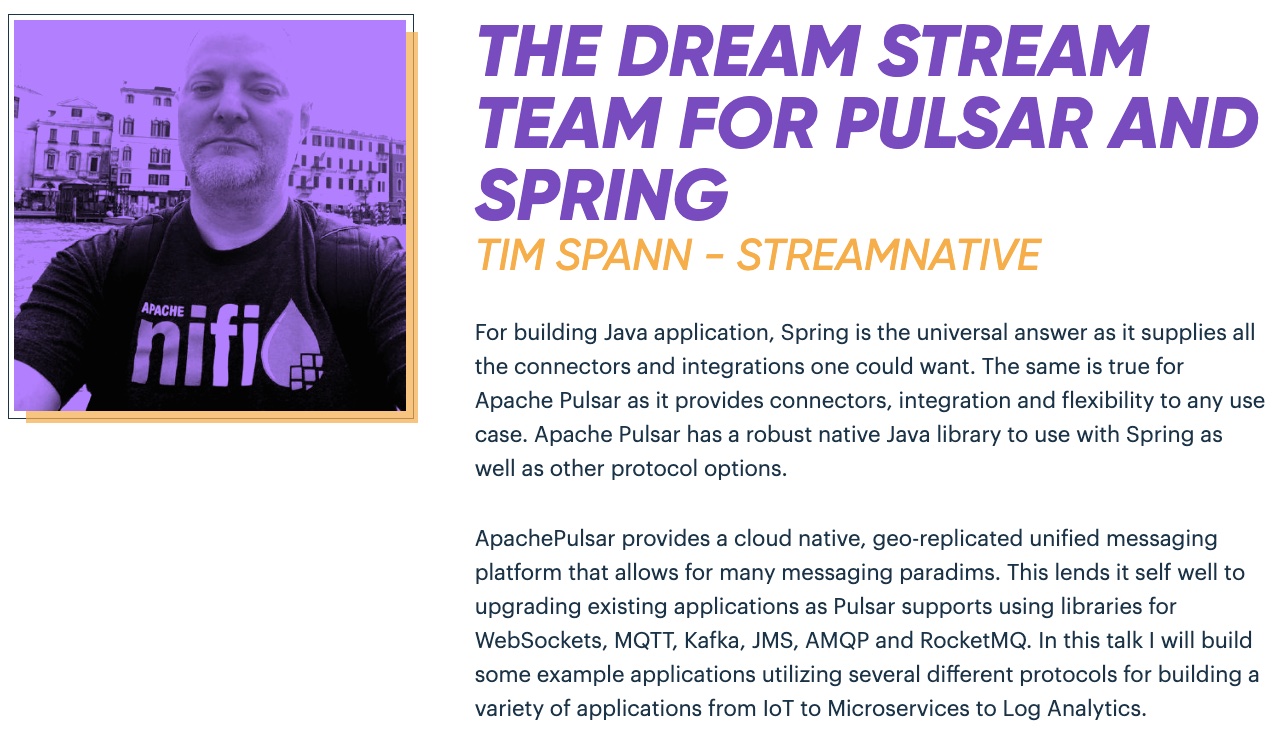 THE DREAM STREAM
TEAM FOR PULSAR AND
SPRING
TIM SPANN – STREAMNATIVE
APACHE
nifi
For building Java application, Spring is the universal answer as it supplies all
the connectors and integrations one could want. The same is true for
Apache Pulsar as it provides connectors, integration and flexibility to any use
case. Apache Pulsar has a robust native Java library to use with Spring as
well as other protocol options.
ApachePulsar provides a cloud native, geo-replicated unified messaging
platform that allows for many messaging paradims. This lends it self well to
upgrading existing applications as Pulsar supports using libraries for
WebSockets, MQTT, Kafka, JMS, AMQP and RocketMQ. In this talk I will build
some example applications utilizing several different protocols for building a
variety of applications from IoT to Microservices to Log Analytics.